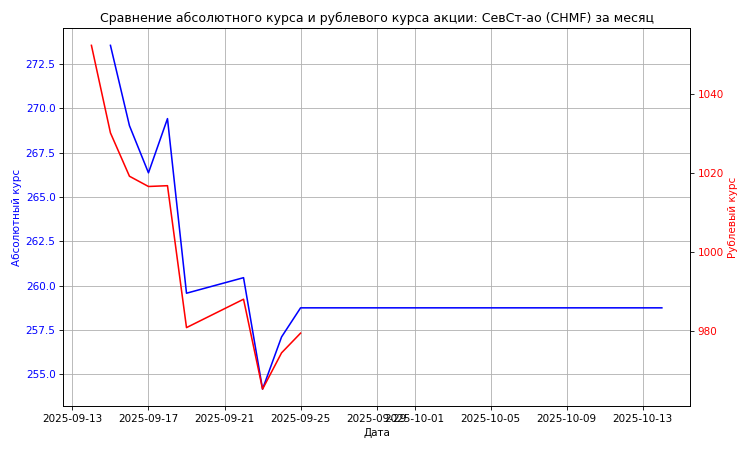 Сравнение абсолютного курса и рублевого курса акции: СевСт-ао (CHMF) за месяц
272.5
270.0
267.5
265.0
262.5
260.0
257.5
255.0
Абсолютный курс
1040
1020
1000
980
Рублевый курс
2025-09-13 2025-09-17 2025-09-21 2025-09-25 2025-09-29 2025-10-01 2025-10-05 2025-10-09 2025-10-13
Дата